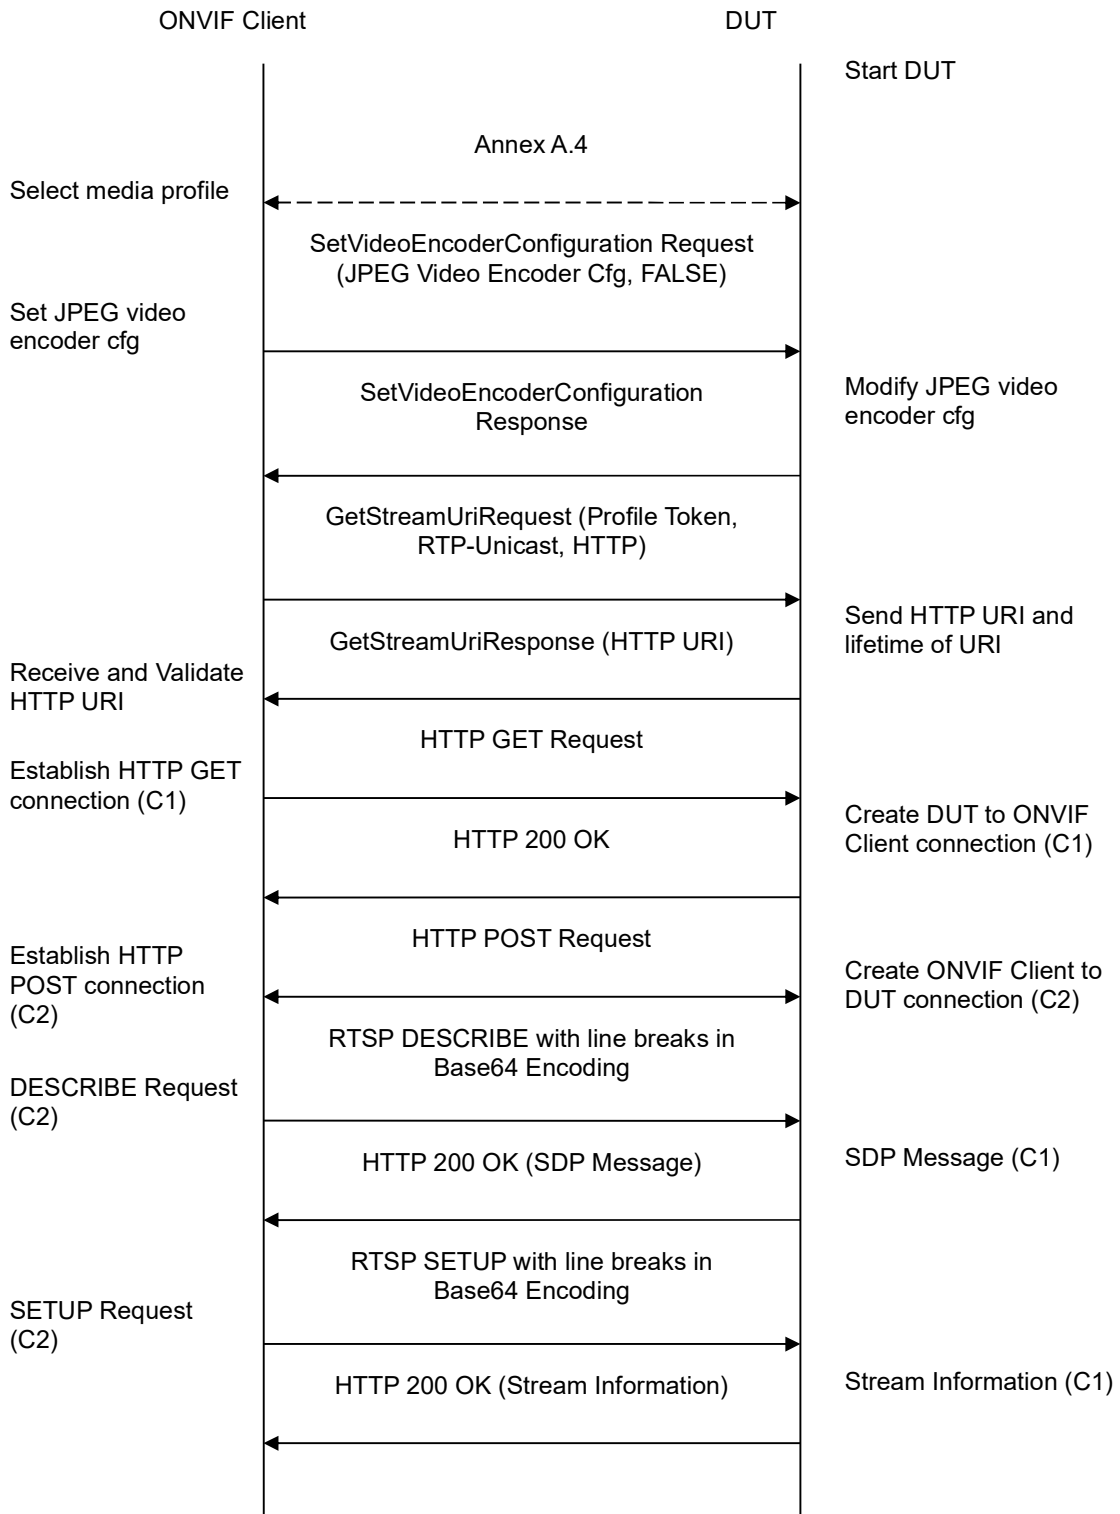 ONVIF Client
DUT
Start DUT
Annex A.4
Select media profile
SetVideoEncoderConfiguration Request
(JPEG Video Encoder Cfg, FALSE)
Set JPEG video
encoder cfg
SetVideoEncoderConfiguration
Response
Modify JPEG video
encoder cfg
GetStreamUriRequest (Profile Token,
RTP-Unicast, HTTP)
Send HTTP URI and
lifetime of URI
GetStreamUriResponse (HTTP URI)
Receive and Validate
HTTP URI
HTTP GET Request
Establish HTTP GET
connection (C1)
Create DUT to ONVIF
Client connection (C1)
HTTP 200 OK
HTTP POST Request
Establish HTTP
POST connection
(C2)
Create ONVIF Client to
DUT connection (C2)
RTSP DESCRIBE with line breaks in
Base64 Encoding
DESCRIBE Request
(C2)
HTTP 200 OK (SDP Message)
SDP Message (C1)
RTSP SETUP with line breaks in
Base64 Encoding
SETUP Request
(C2)
HTTP 200 OK (Stream Information)
Stream Information (C1)